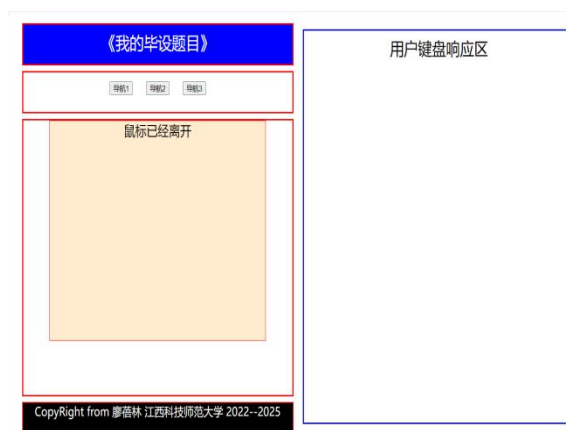 《我的毕设题目》
导航1 导航2 导航3
鼠标已经离开
CopyRight from 廖蓓林 江西科技师范大学 2022--2025
用户键盘响应区